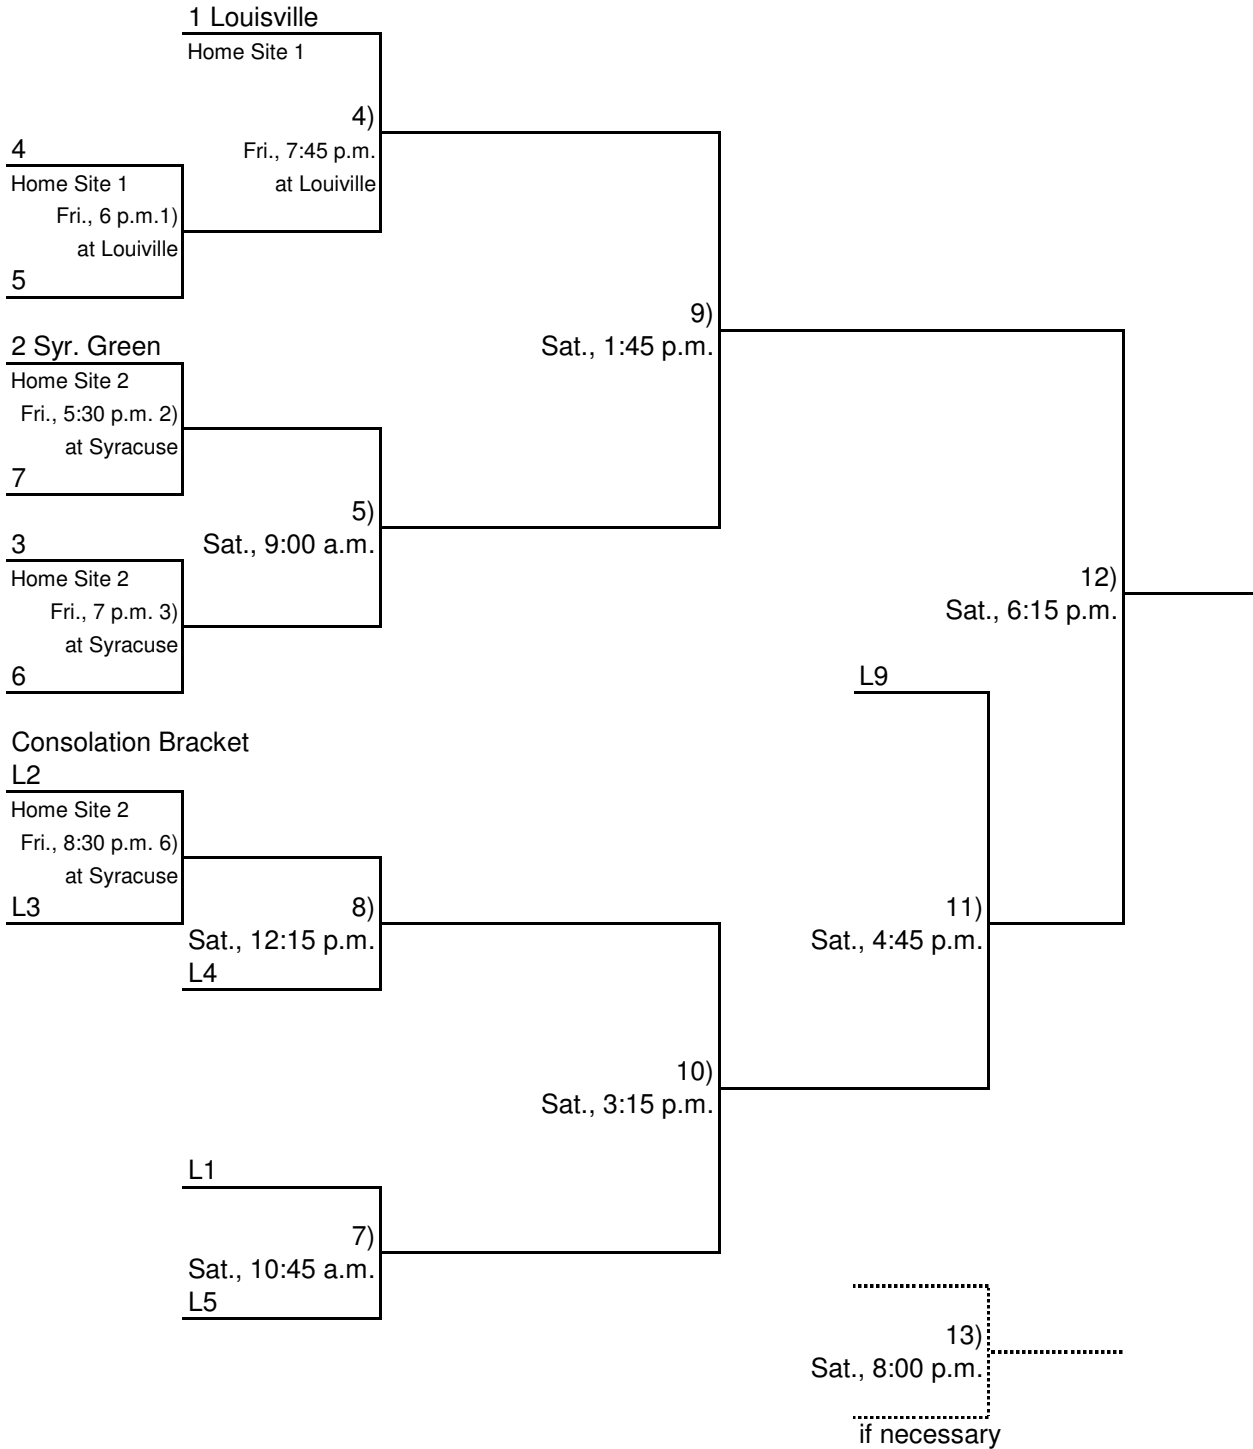 1 Louisville
Home Site 1
4)
Fri., 7:45 p.m.
at Louiville
4
Home Site 1
Fri., 6 p.m.1)
at Louiville
5
9)
Sat., 1:45 p.m.
2 Syr. Green
Home Site 2
Fri., 5:30 p.m. 2)
at Syracuse
7
5)
Sat., 9:00 a.m.
3
Home Site 2
Fri., 7 p.m. 3)
at Syracuse
6
12)
Sat., 6:15 p.m.
L9
Consolation Bracket
L2
Home Site 2
Fri., 8:30 p.m. 6)
at Syracuse
L3
8)
Sat., 12:15 p.m.
L4
11)
Sat., 4:45 p.m.
10)
Sat., 3:15 p.m.
L1
7)
Sat., 10:45 a.m.
L5
13)
Sat., 8:00 p.m.
if necessary